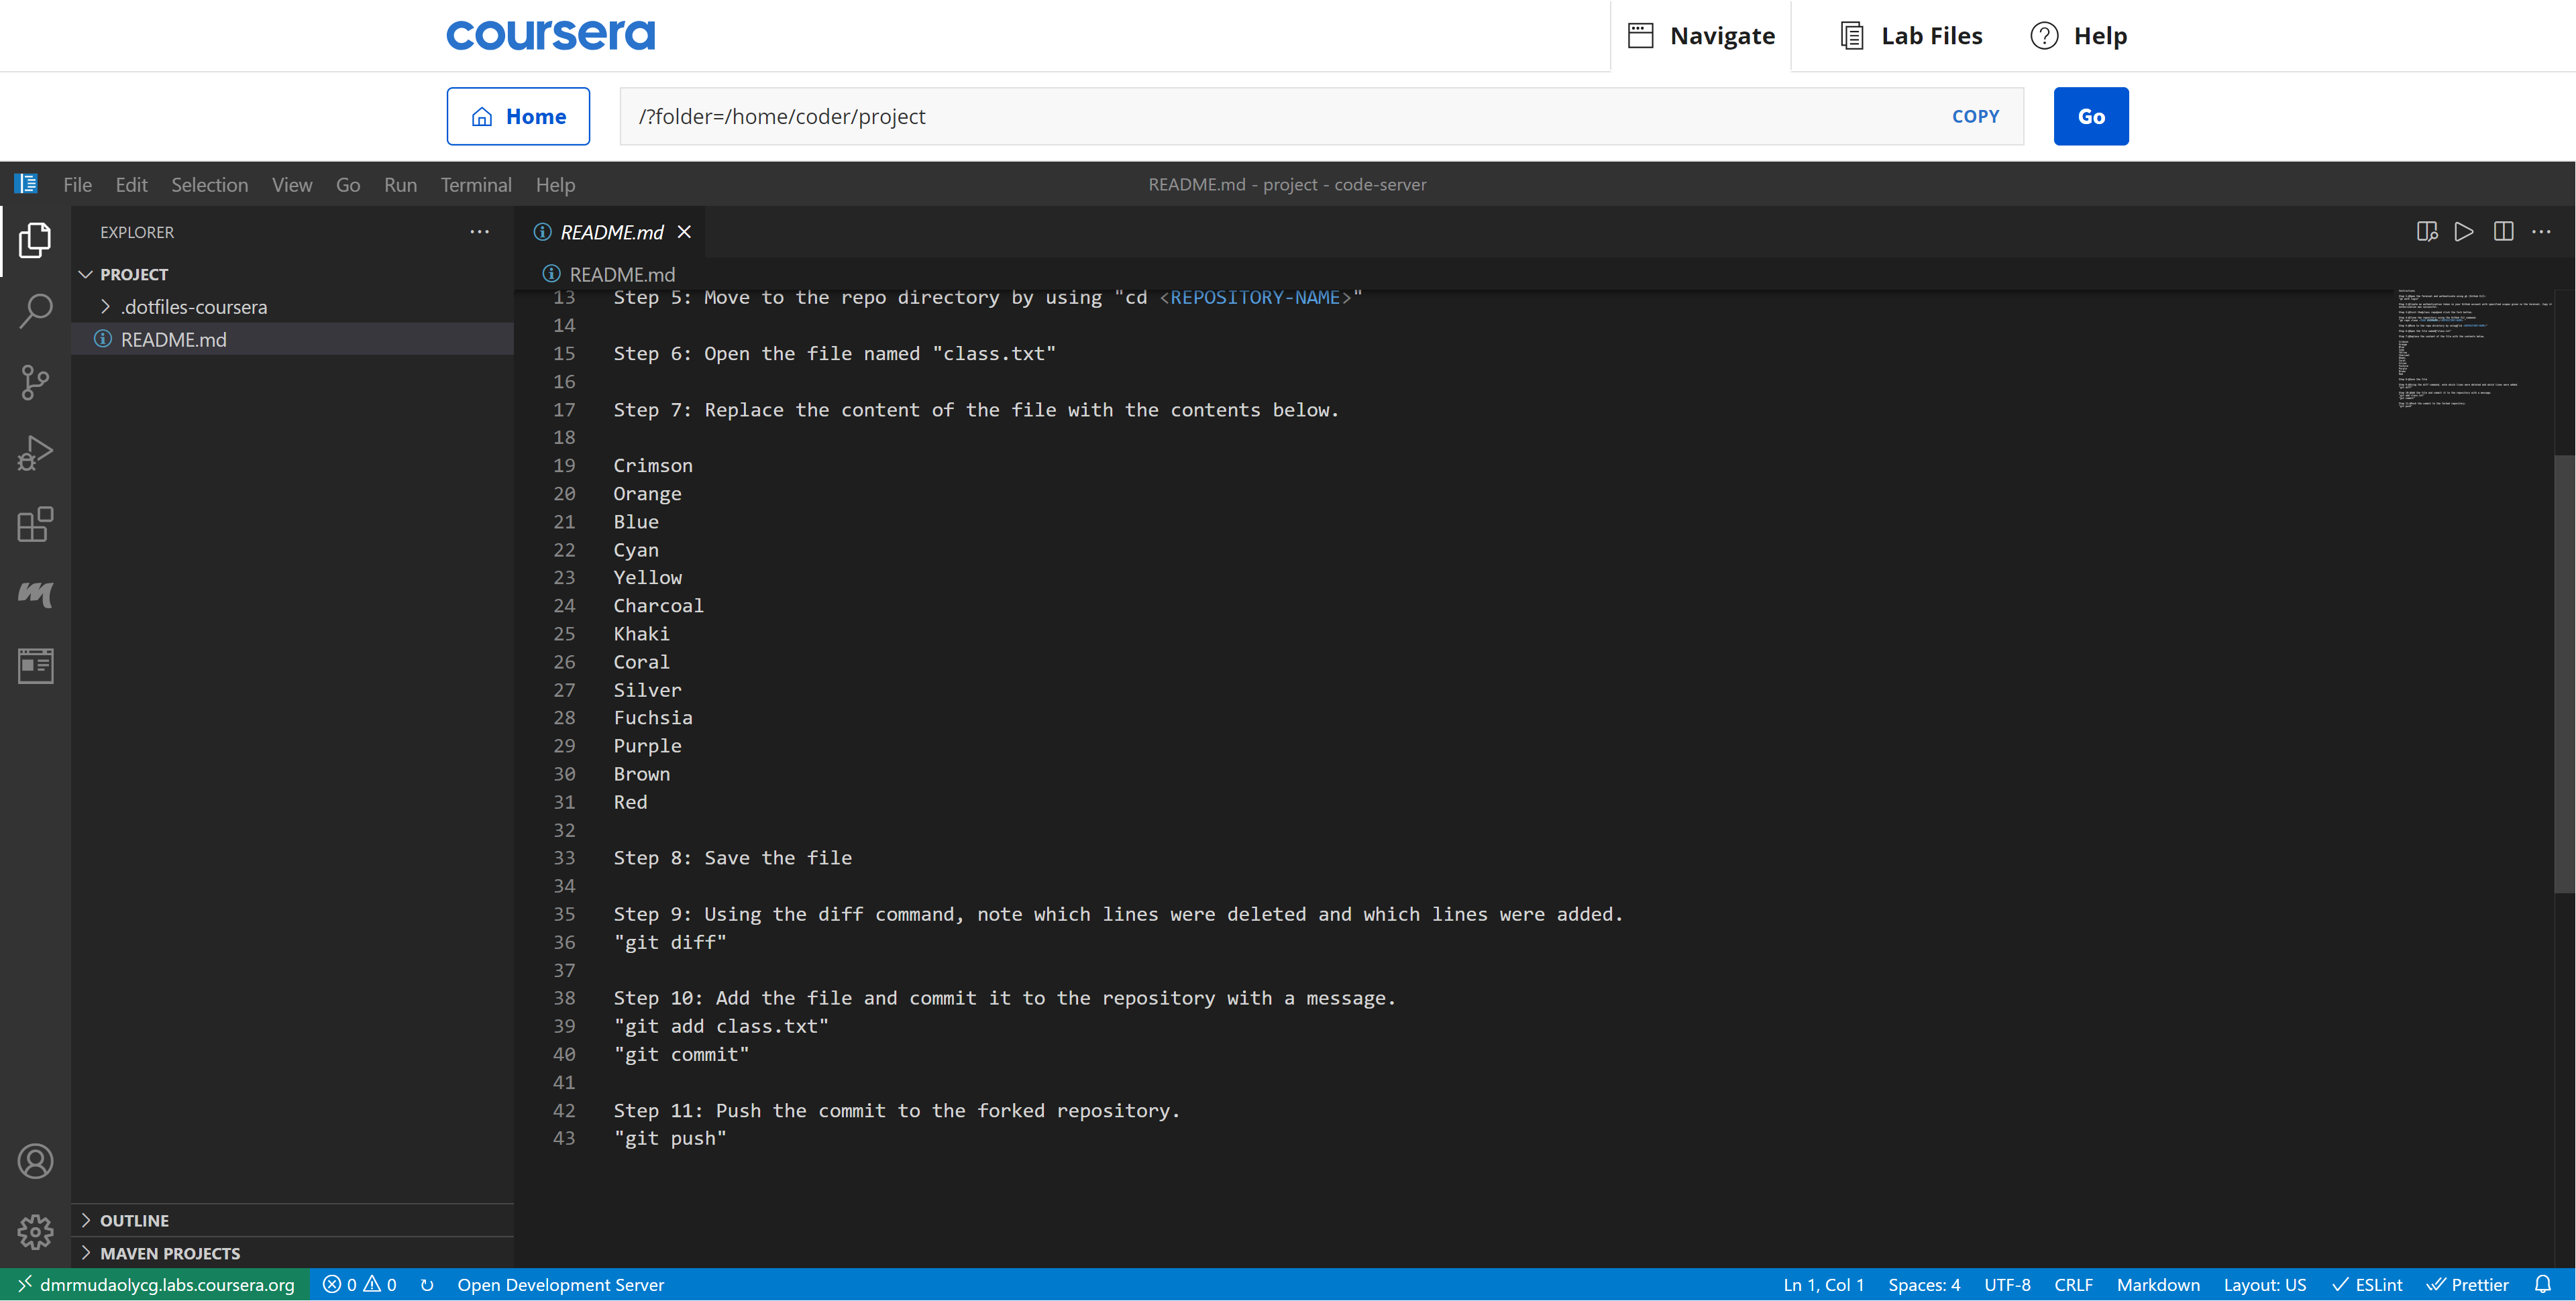 coursera
Navigate
Lab Files
Help
Home
/?folder=/home/coder/project
COPY
Go
File Edit Selection View Go Run Terminal Help
README.md - project - code-server
EXPLORER
PROJECT
.dotfiles-coursera
README.md
OUTLINE
MAVEN PROJECTS
README.md
README.md
13 Step 5: Move to the repo directory by using "cd <REPOSITORY-NAME>"
14
15 Step 6: Open the file named "class.txt"
16
17 Step 7: Replace the content of the file with the contents below.
18
19 Crimson
20 Orange
21 Blue
22 Cyan
23 Yellow
24 Charcoal
25 Khaki
26 Coral
27 Silver
28 Fuchsia
29 Purple
30 Brown
31 Red
32
33 Step 8: Save the file
34
35 Step 9: Using the diff command, note which lines were deleted and which lines were added.
36 "git diff"
37
38 Step 10: Add the file and commit it to the repository with a message.
39 "git add class.txt"
40 "git commit"
41
42 Step 11: Push the commit to the forked repository.
43 "git push"
dmrmudaolycg.labs.coursera.org 0 0 Open Development Server
Ln 1, Col 1 Spaces: 4 UTF-8 CRLF Markdown Layout: US ESLint Prettier